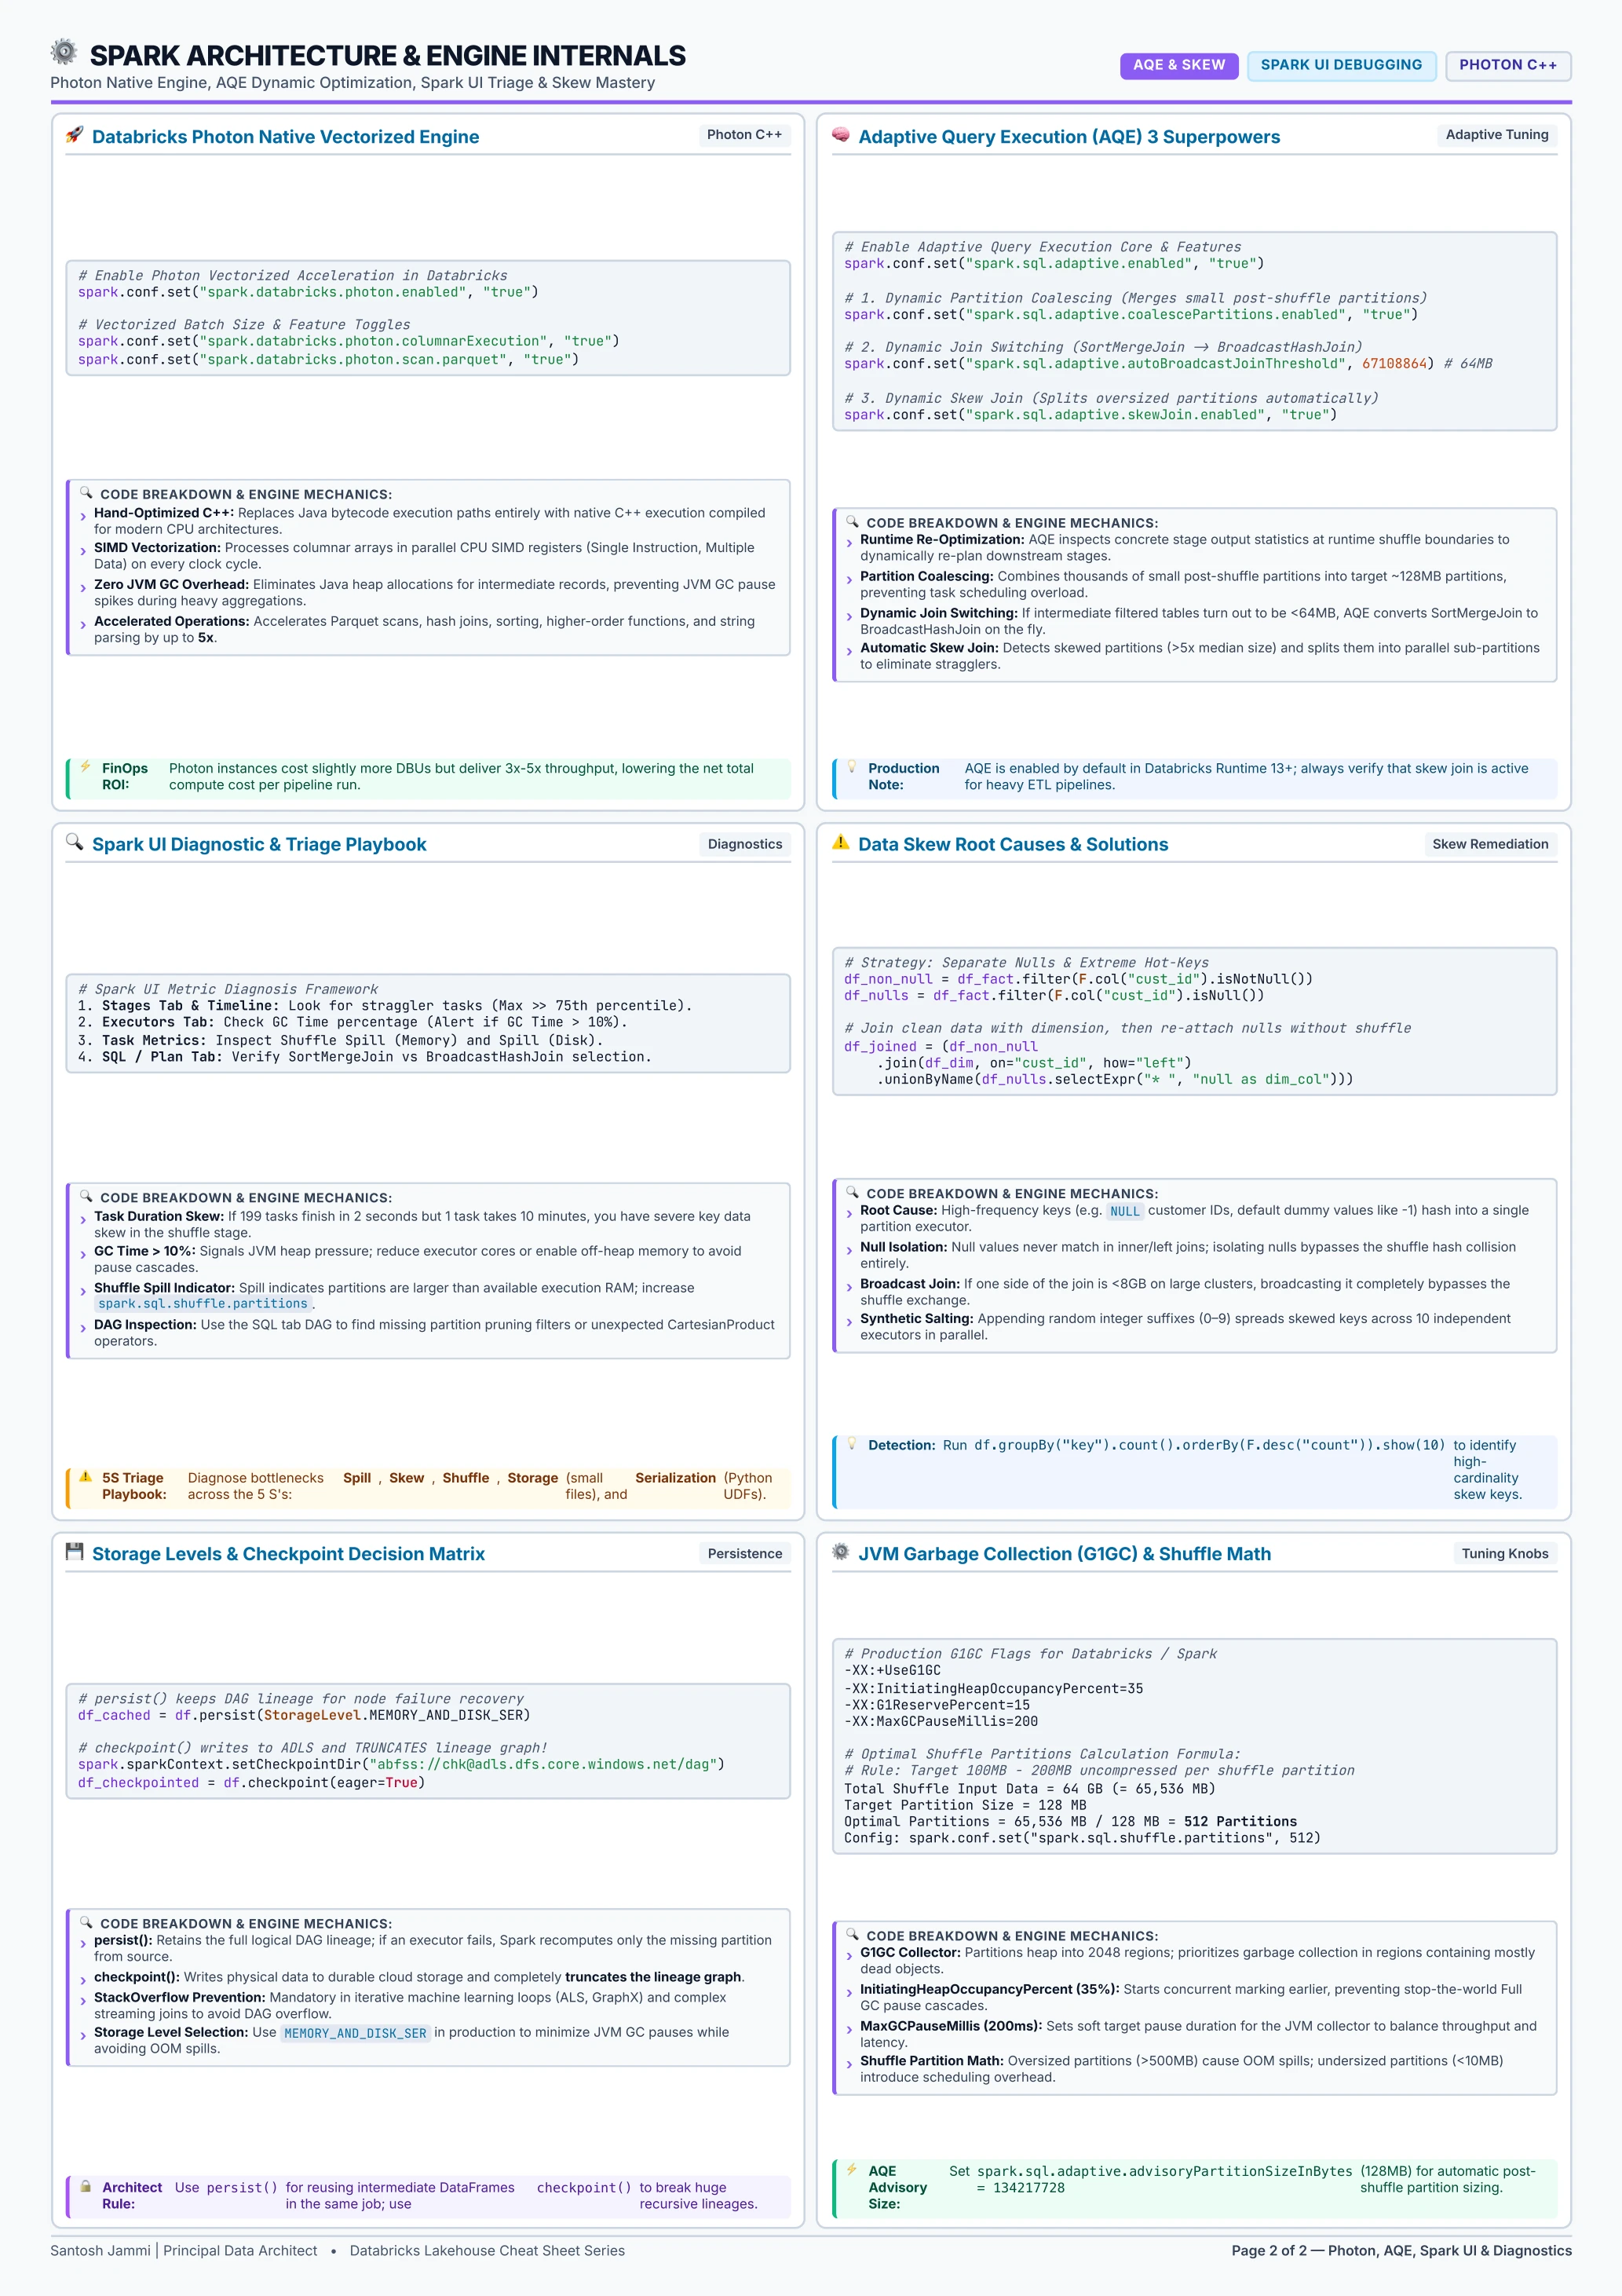 SPARK ARCHITECTURE & ENGINE INTERNALS
Photon Native Engine, AQE Dynamic Optimization, Spark UI Triage & Skew Mastery
AQE & SKEW
SPARK UI DEBUGGING
PHOTON C++
Databricks Photon Native Vectorized Engine
Photon C++
# Enable Photon Vectorized Acceleration in Databricks
spark.conf.set("spark.databricks.photon.enabled", "true")
# Vectorized Batch Size & Feature Toggles
spark.conf.set("spark.databricks.photon.columnarExecution", "true")
spark.conf.set("spark.databricks.photon.scan.parquet", "true")
CODE BREAKDOWN & ENGINE MECHANICS:
› Hand-Optimized C++: Replaces Java bytecode execution paths entirely with native C++ execution compiled
for modern CPU architectures.
› SIMD Vectorization: Processes columnar arrays in parallel CPU SIMD registers (Single Instruction, Multiple
Data) on every clock cycle.
› Zero JVM GC Overhead: Eliminates Java heap allocations for intermediate records, preventing JVM GC pause
spikes during heavy aggregations.
› Accelerated Operations: Accelerates Parquet scans, hash joins, sorting, higher-order functions, and string
parsing by up to 5x.
FinOps ROI: Photon instances cost slightly more DBUs but deliver 3x-5x throughput, lowering the net total
compute cost per pipeline run.
Adaptive Query Execution (AQE) 3 Superpowers
Adaptive Tuning
# Enable Adaptive Query Execution Core & Features
spark.conf.set("spark.sql.adaptive.enabled", "true")
# 1. Dynamic Partition Coalescing (Merges small post-shuffle partitions)
spark.conf.set("spark.sql.adaptive.coalescePartitions.enabled", "true")
# 2. Dynamic Join Switching (SortMergeJoin -> BroadcastHashJoin)
spark.conf.set("spark.sql.adaptive.autoBroadcastJoinThreshold", 67108864) # 64MB
# 3. Dynamic Skew Join (Splits oversized partitions automatically)
spark.conf.set("spark.sql.adaptive.skewJoin.enabled", "true")
CODE BREAKDOWN & ENGINE MECHANICS:
› Runtime Re-Optimization: AQE inspects concrete stage output statistics at runtime shuffle boundaries to
dynamically re-plan downstream stages.
› Partition Coalescing: Combines thousands of small post-shuffle partitions into target ~128MB partitions,
preventing task scheduling overload.
› Dynamic Join Switching: If intermediate filtered tables turn out to be <64MB, AQE converts SortMergeJoin to
BroadcastHashJoin on the fly.
› Automatic Skew Join: Detects skewed partitions (>5x median size) and splits them into parallel sub-partitions
to eliminate stragglers.
Production Note: AQE is enabled by default in Databricks Runtime 13+; always verify that skew join is active
for heavy ETL pipelines.
Spark UI Diagnostic & Triage Playbook
Diagnostics
# Spark UI Metric Diagnosis Framework
1. Stages Tab & Timeline: Look for straggler tasks (Max >> 75th percentile).
2. Executors Tab: Check GC Time percentage (Alert if GC Time > 10%).
3. Task Metrics: Inspect Shuffle Spill (Memory) and Spill (Disk).
4. SQL / Plan Tab: Verify SortMergeJoin vs BroadcastHashJoin selection.
CODE BREAKDOWN & ENGINE MECHANICS:
› Task Duration Skew: If 199 tasks finish in 2 seconds but 1 task takes 10 minutes, you have severe key data
skew in the shuffle stage.
› GC Time > 10%: Signals JVM heap pressure; reduce executor cores or enable off-heap memory to avoid
pause cascades.
› Shuffle Spill Indicator: Spill indicates partitions are larger than available execution RAM; increase
spark.sql.shuffle.partitions.
› DAG Inspection: Use the SQL tab DAG to find missing partition pruning filters or unexpected CartesianProduct
operators.
5S Triage Playbook: Diagnose bottlenecks across the 5 S's: Spill , Skew , Shuffle , Storage (small files), and Serialization (Python UDFs).
Data Skew Root Causes & Solutions
Skew Remediation
# Strategy: Separate Nulls & Extreme Hot-Keys
df_non_null = df_fact.filter(F.col("cust_id").isNotNull())
df_nulls = df_fact.filter(F.col("cust_id").isNull())
# Join clean data with dimension, then re-attach nulls without shuffle
df_joined = (df_non_null
.join(df_dim, on="cust_id", how="left")
.unionByName(df_nulls.selectExpr("* ", "null as dim_col")))
CODE BREAKDOWN & ENGINE MECHANICS:
› Root Cause: High-frequency keys (e.g. NULL customer IDs, default dummy values like -1) hash into a single
partition executor.
› Null Isolation: Null values never match in inner/left joins; isolating nulls bypasses the shuffle hash collision
entirely.
› Broadcast Join: If one side of the join is <8GB on large clusters, broadcasting it completely bypasses the
shuffle exchange.
› Synthetic Salting: Appending random integer suffixes (0–9) spreads skewed keys across 10 independent
executors in parallel.
Detection: Run df.groupBy("key").count().orderBy(F.desc("count")).show(10) to identify
high-
cardinality
skew keys.
Storage Levels & Checkpoint Decision Matrix
Persistence
# persist() keeps DAG lineage for node failure recovery
df_cached = df.persist(StorageLevel.MEMORY_AND_DISK_SER)
# checkpoint() writes to ADLS and TRUNCATES lineage graph!
spark.sparkContext.setCheckpointDir("abfss://chk@adls.dfs.core.windows.net/dag")
df_checkpointed = df.checkpoint(eager=True)
CODE BREAKDOWN & ENGINE MECHANICS:
› persist(): Retains the full logical DAG lineage; if an executor fails, Spark recomputes only the missing partition
from source.
› checkpoint(): Writes physical data to durable cloud storage and completely truncates the lineage graph.
› StackOverflow Prevention: Mandatory in iterative machine learning loops (ALS, GraphX) and complex
streaming joins to avoid DAG overflow.
› Storage Level Selection: Use MEMORY_AND_DISK_SER in production to minimize JVM GC pauses while
avoiding OOM spills.
Architect Rule: Use persist() for reusing intermediate DataFrames in the same job; use checkpoint() to break huge recursive lineages.
JVM Garbage Collection (G1GC) & Shuffle Math
Tuning Knobs
# Production G1GC Flags for Databricks / Spark
-XX:+UseG1GC
-XX:InitiatingHeapOccupancyPercent=35
-XX:G1ReservePercent=15
-XX:MaxGCPauseMillis=200
# Optimal Shuffle Partitions Calculation Formula:
# Rule: Target 100MB - 200MB uncompressed per shuffle partition
Total Shuffle Input Data = 64 GB (= 65,536 MB)
Target Partition Size = 128 MB
Optimal Partitions = 65,536 MB / 128 MB = 512 Partitions
Config: spark.conf.set("spark.sql.shuffle.partitions", 512)
CODE BREAKDOWN & ENGINE MECHANICS:
› G1GC Collector: Partitions heap into 2048 regions; prioritizes garbage collection in regions containing mostly
dead objects.
› InitiatingHeapOccupancyPercent (35%): Starts concurrent marking earlier, preventing stop-the-world Full
GC pause cascades.
› MaxGCPauseMillis (200ms): Sets soft target pause duration for the JVM collector to balance throughput and
latency.
› Shuffle Partition Math: Oversized partitions (>500MB) cause OOM spills; undersized partitions (<10MB)
introduce scheduling overhead.
AQE Advisory Size: Set spark.sql.adaptive.advisoryPartitionSizeInBytes = 134217728 (128MB) for automatic post-shuffle partition sizing.
Santosh Jammi | Principal Data Architect • Databricks Lakehouse Cheat Sheet Series
Page 2 of 2 — Photon, AQE, Spark UI & Diagnostics